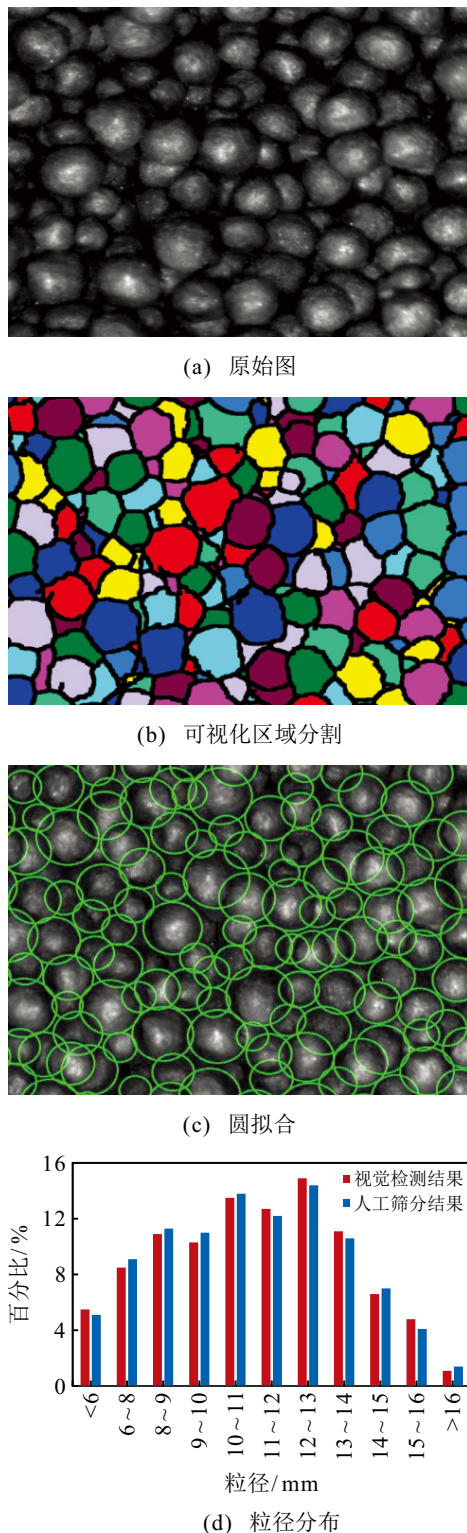 (a) 原始图
(b) 可视化区域分割
(c) 圆拟合
16
12
8
4
0
百分比/%
视觉检测结果
人工筛分结果
<6
6~8
8~9
9~10
10~11
11~12
12~13
13~14
14~15
15~16
>16
粒径/mm
(d) 粒径分布